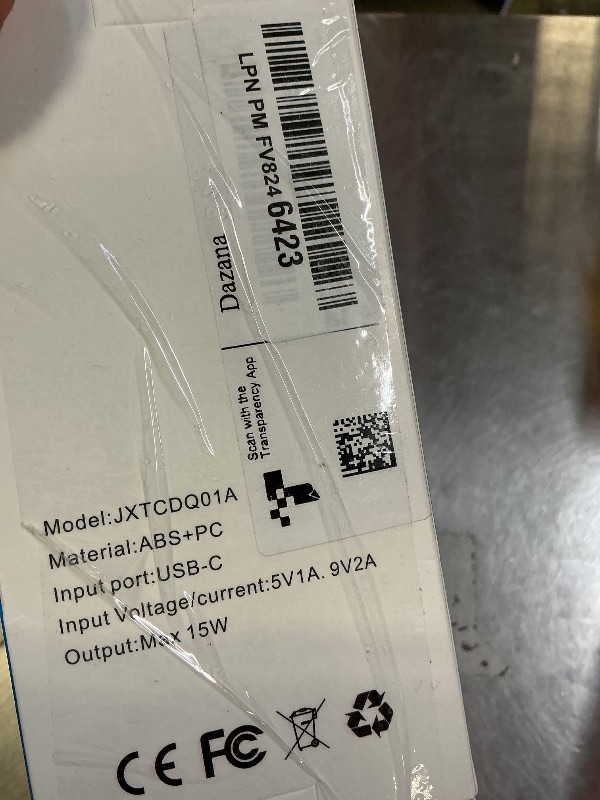 LPN PM FV824 6423
Dazana
Scan with the
Transparency App
Model:JXTCDQ01A
Material:ABS+PC
Input port:USB-C
Input Voltage/current:5V1A. 9V2A
Output:Max 15W
CE FC